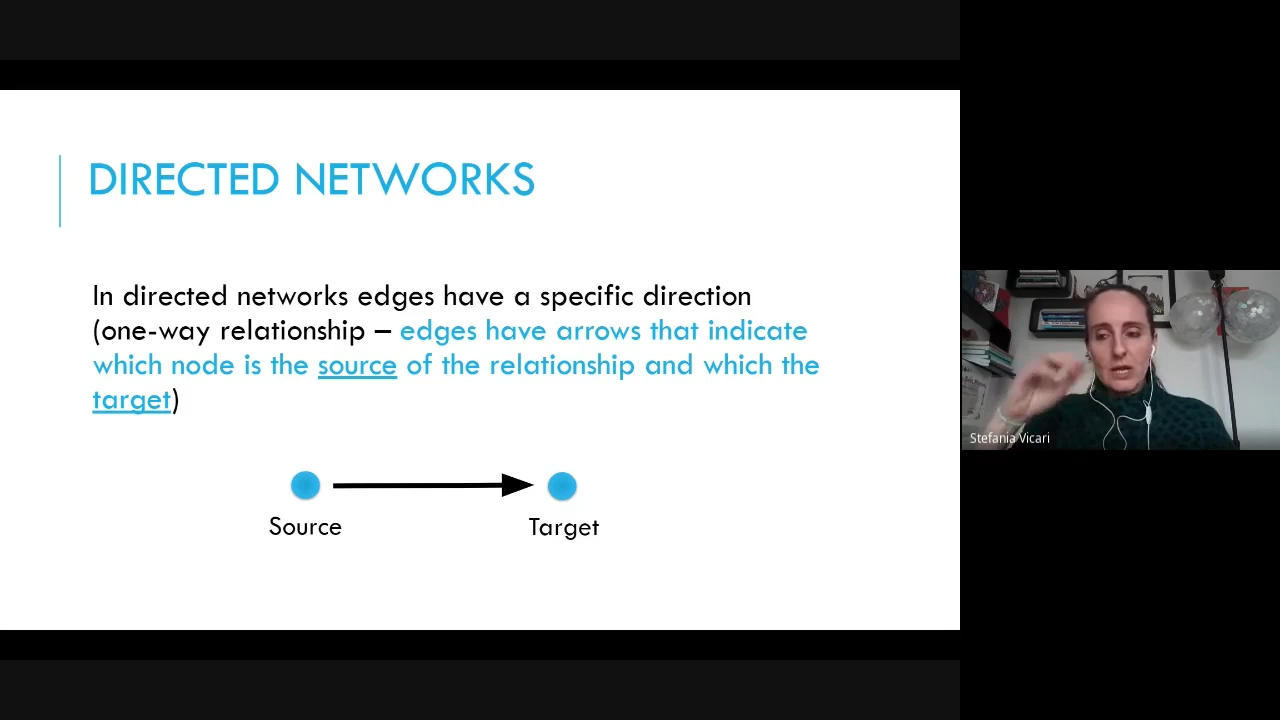 DIRECTED NETWORKS
In directed networks edges have a specific direction
(one-way relationship – edges have arrows that indicate
which node is the source of the relationship and which the
target)
Source
Target
Stefania Vicari